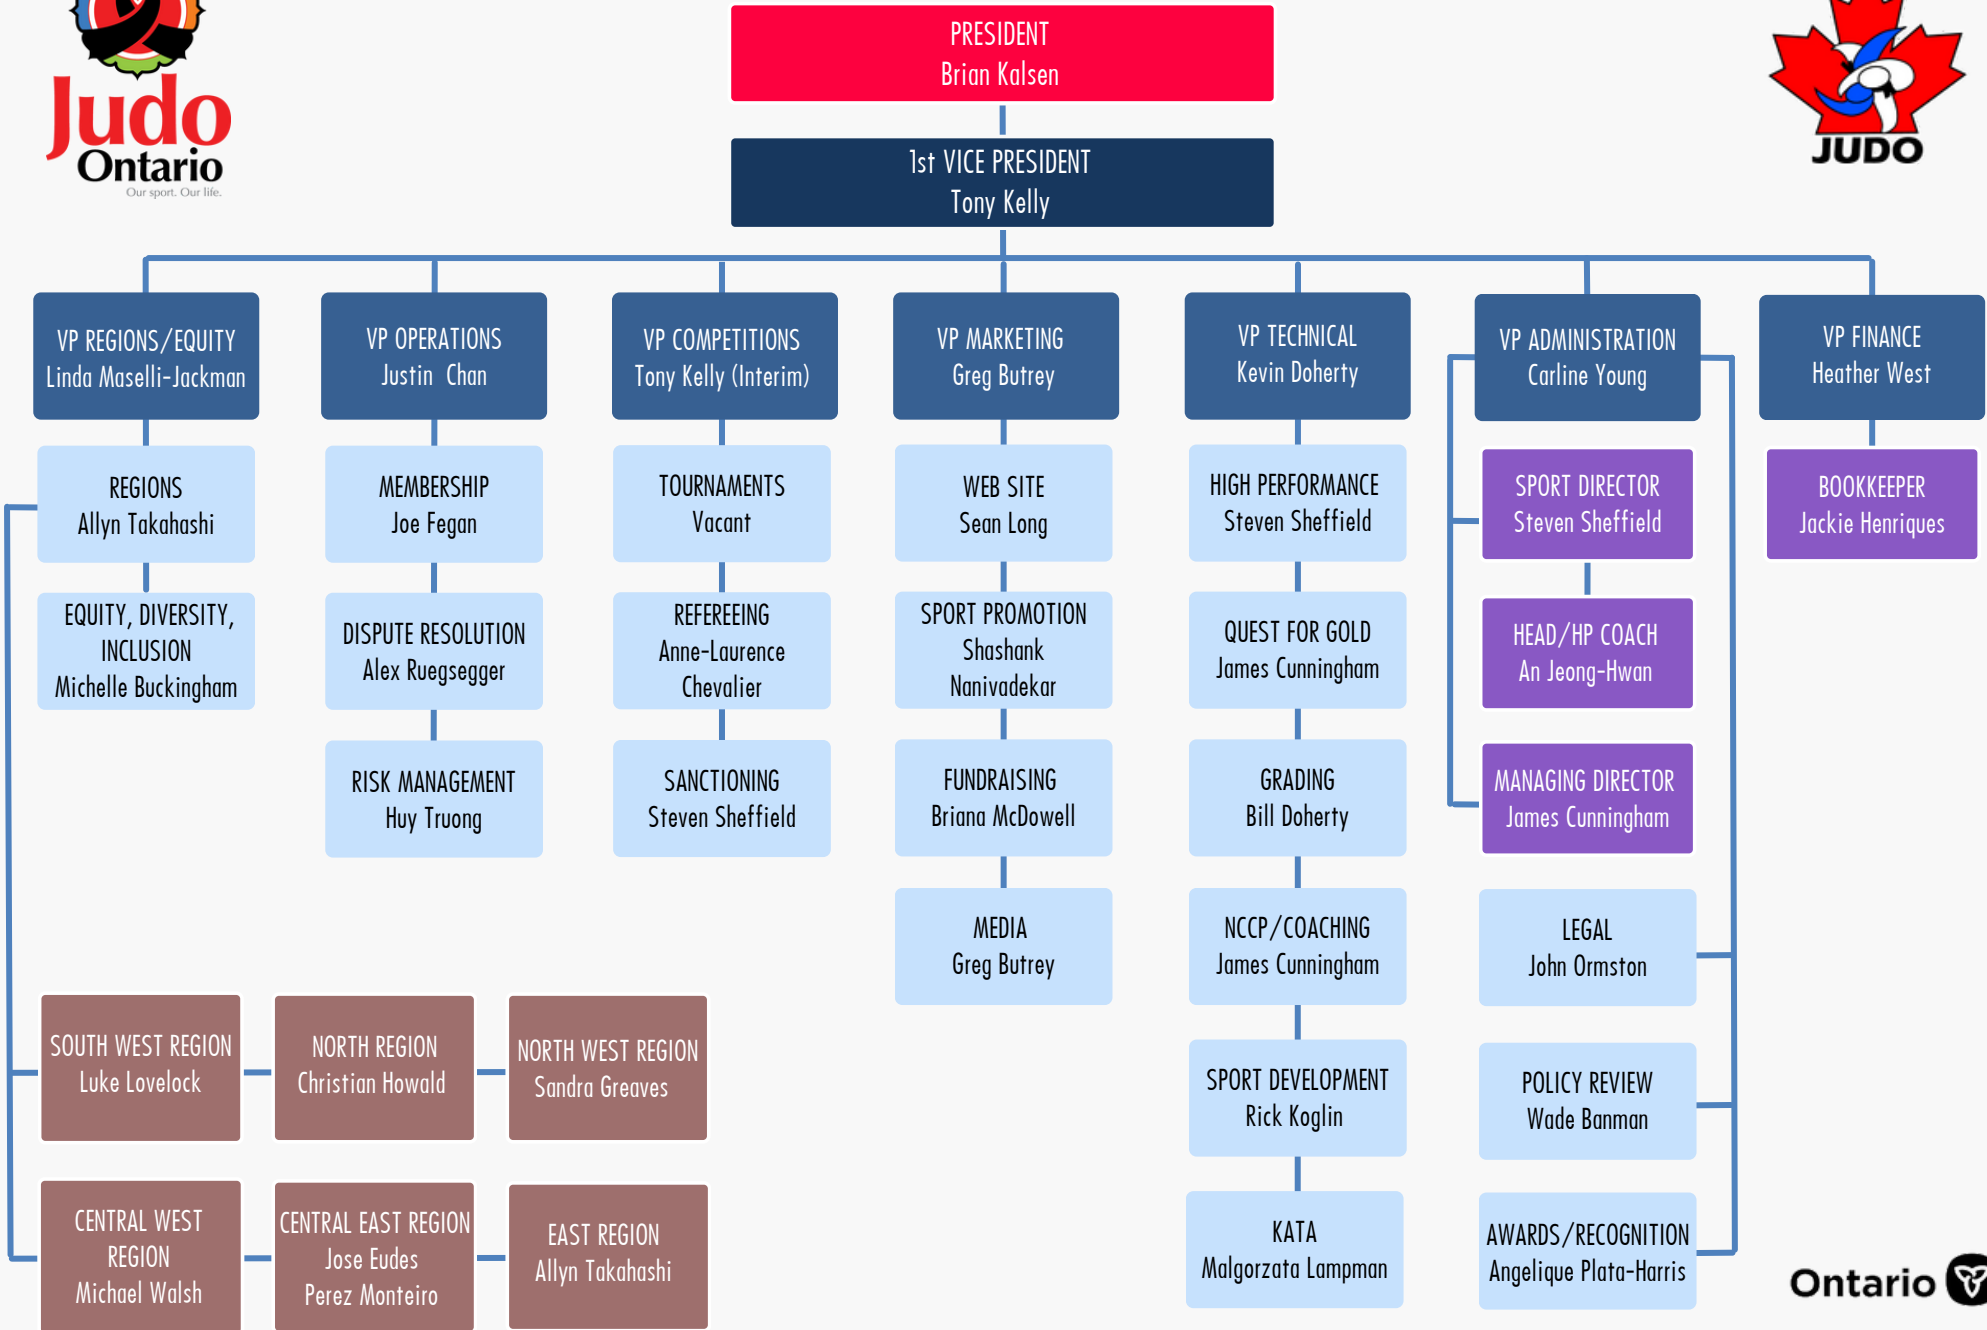 Judo
Ontario
Our sport. Our life.
PRESIDENT
Brian Kalsen
JUDO
1st VICE PRESIDENT
Tony Kelly
VP REGIONS/EQUITY
Linda Maselli-Jackman
VP OPERATIONS
Justin Chan
VP COMPETITIONS
Tony Kelly (Interim)
VP MARKETING
Greg Butrey
VP TECHNICAL
Kevin Doherty
VP ADMINISTRATION
Carline Young
VP FINANCE
Heather West
REGIONS
Allyn Takahashi
EQUITY, DIVERSITY,
INCLUSION
Michelle Buckingham
MEMBERSHIP
Joe Fegan
DISPUTE RESOLUTION
Alex Ruegsegger
RISK MANAGEMENT
Huy Truong
TOURNAMENTS
Vacant
REFEREEING
Anne-Laurence
Chevalier
SANCTIONING
Steven Sheffield
WEB SITE
Sean Long
SPORT PROMOTION
Shashank
Nanivadekar
FUNDRAISING
Briana McDowell
MEDIA
Greg Butrey
HIGH PERFORMANCE
Steven Sheffield
QUEST FOR GOLD
James Cunningham
GRADING
Bill Doherty
NCCP/COACHING
James Cunningham
SPORT DEVELOPMENT
Rick Koglin
KATA
Malgorzata Lampman
SPORT DIRECTOR
Steven Sheffield
HEAD/HP COACH
An Jeong-Hwan
MANAGING DIRECTOR
James Cunningham
LEGAL
John Ormston
POLICY REVIEW
Wade Banman
AWARDS/RECOGNITION
Angelique Plata-Harris
BOOKKEEPER
Jackie Henriques
SOUTH WEST REGION
Luke Lovelock
NORTH REGION
Christian Howald
NORTH WEST REGION
Sandra Greaves
CENTRAL WEST
REGION
Michael Walsh
CENTRAL EAST REGION
Jose Eudes
Perez Monteiro
EAST REGION
Allyn Takahashi
Ontario